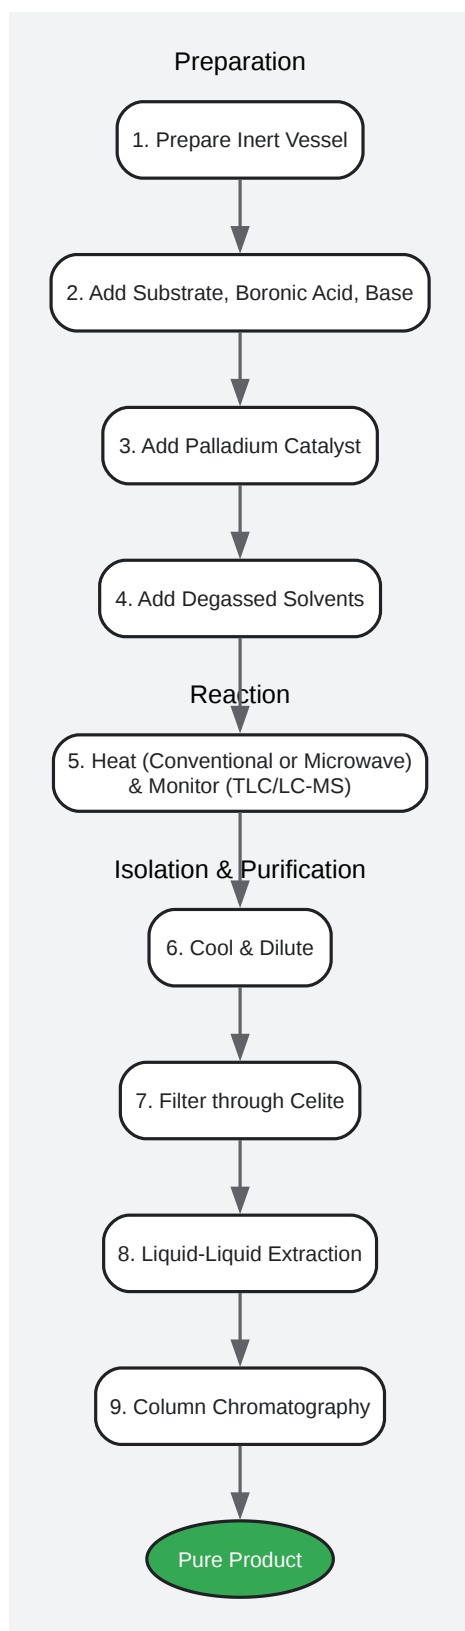 Preparation
1. Prepare Inert Vessel
2. Add Substrate, Boronic Acid, Base
3. Add Palladium Catalyst
4. Add Degassed Solvents
Reaction
5. Heat (Conventional or Microwave)
& Monitor (TLC/LC-MS)
Isolation & Purification
6. Cool & Dilute
7. Filter through Celite
8. Liquid-Liquid Extraction
9. Column Chromatography
Pure Product